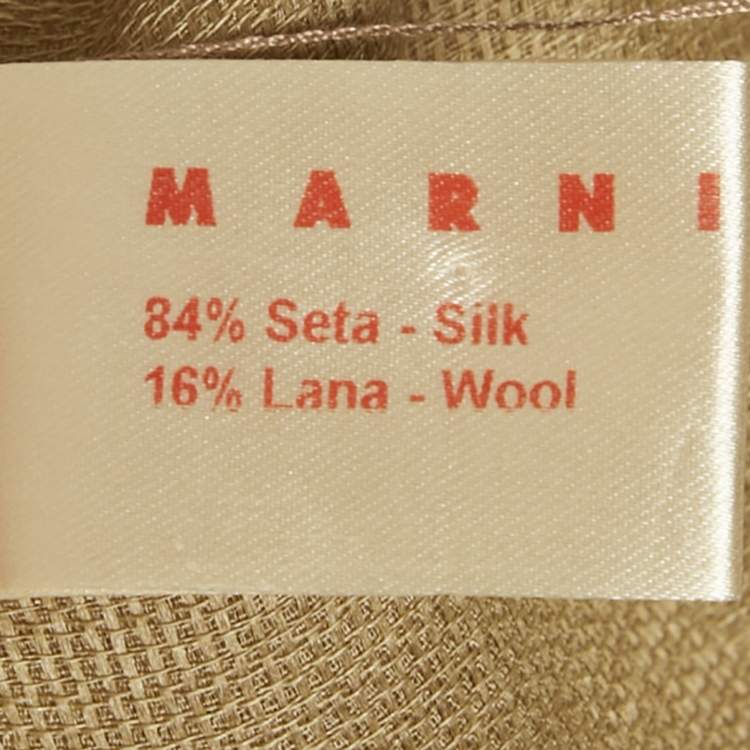 MARNI
84% Seta - Silk
16% Lana - Wool